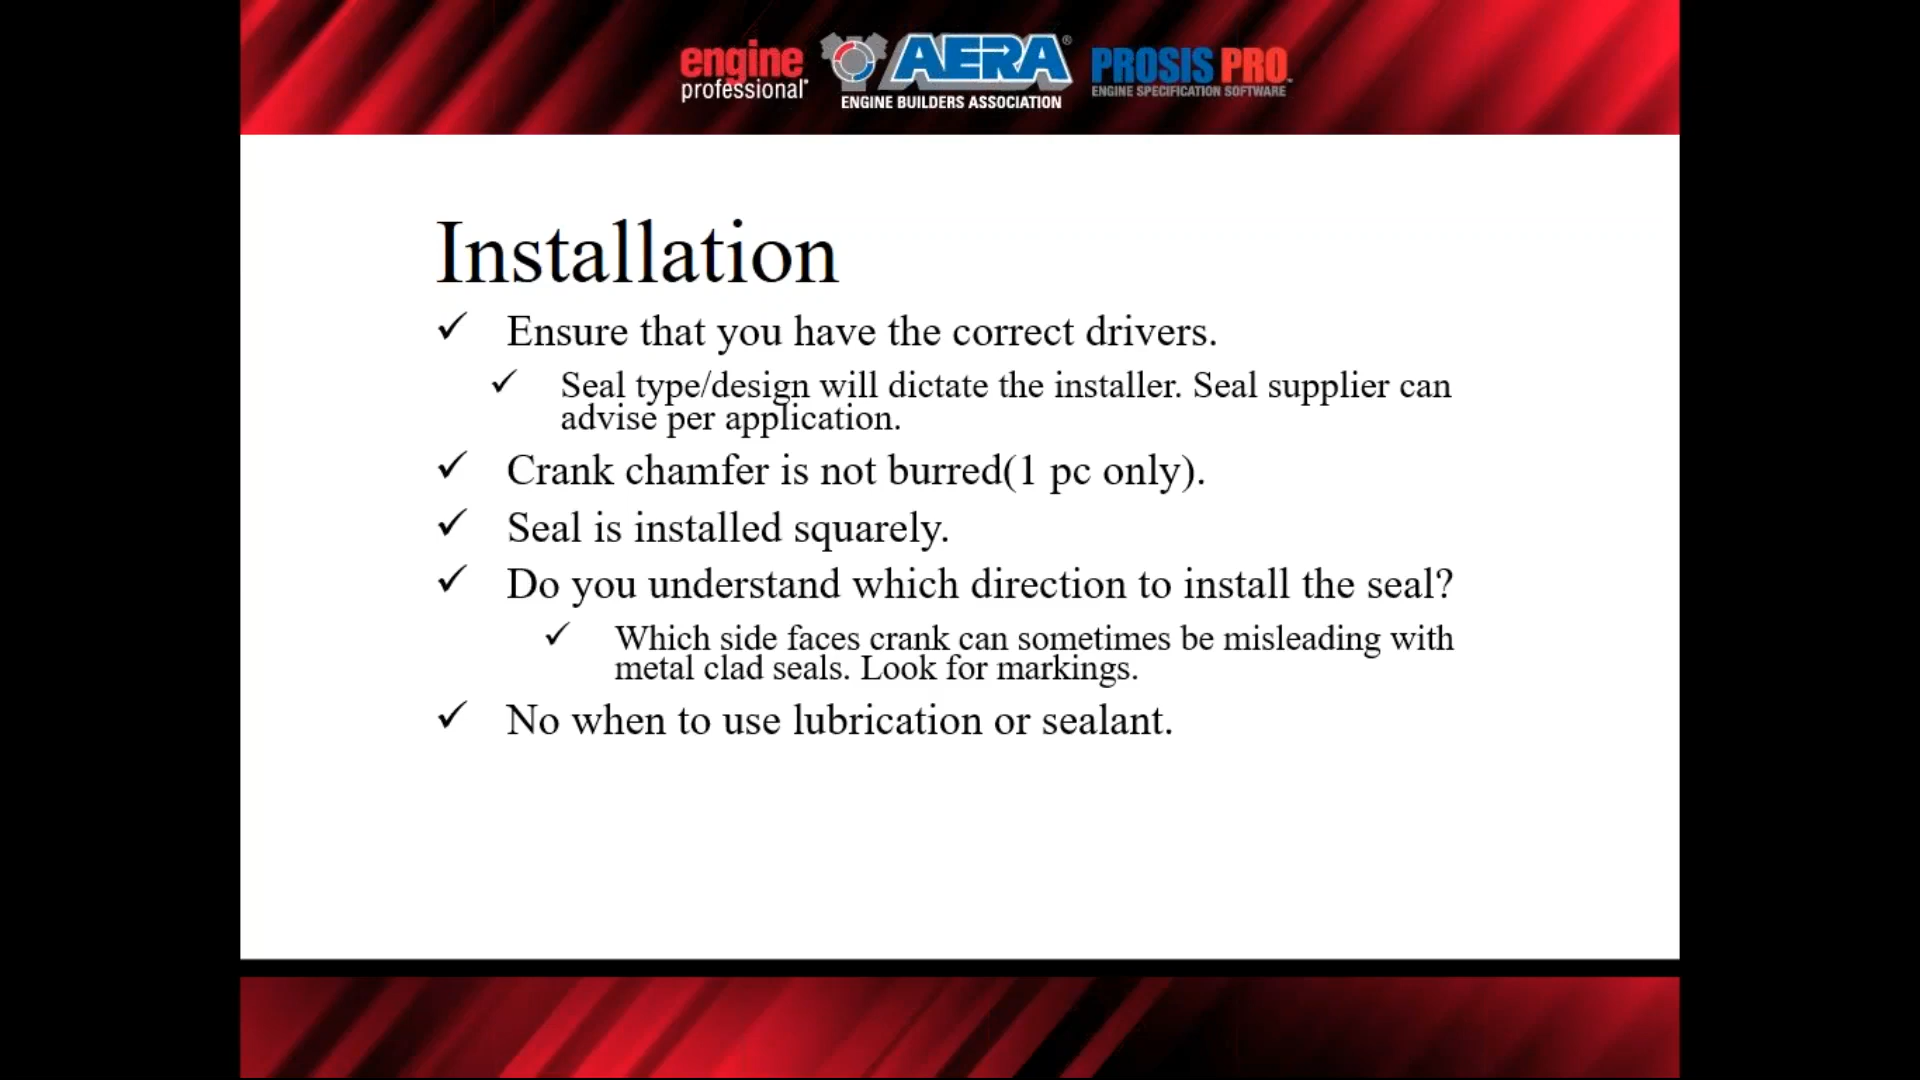 engine
professional
AERA®
ENGINE BUILDERS ASSOCIATION
PROSIS PRO™
ENGINE SPECIFICATION SOFTWARE
Installation
✓ Ensure that you have the correct drivers.
✓ Seal type/design will dictate the installer. Seal supplier can
advise per application.
✓ Crank chamfer is not burred(1 pc only).
✓ Seal is installed squarely.
✓ Do you understand which direction to install the seal?
✓ Which side faces crank can sometimes be misleading with
metal clad seals. Look for markings.
✓ No when to use lubrication or sealant.